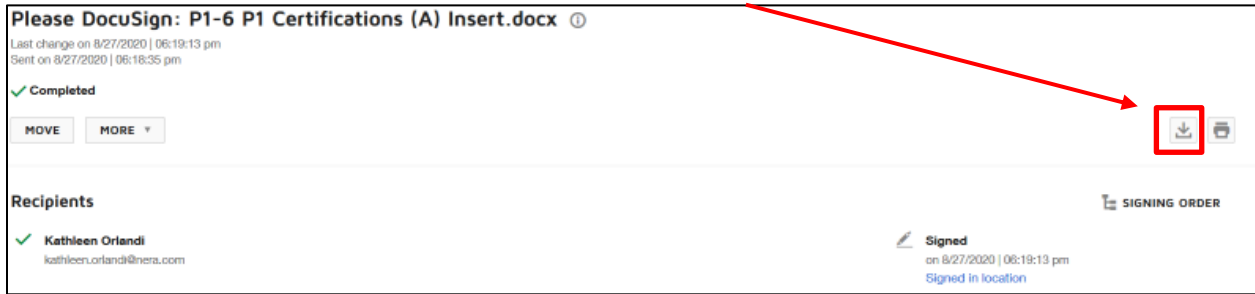 Please DocuSign: P1-6 P1 Certifications (A) Insert.docx
Last change on 8/27/2020 | 06:19:13 pm
Sent on 8/27/2020 | 06:18:35 pm
Completed
MOVE MORE
Recipients SIGNING ORDER
Kathleen Orlandi Signed
kathleen.orlandi@nera.com on 8/27/2020 | 06:19:13 pm
Signed in location